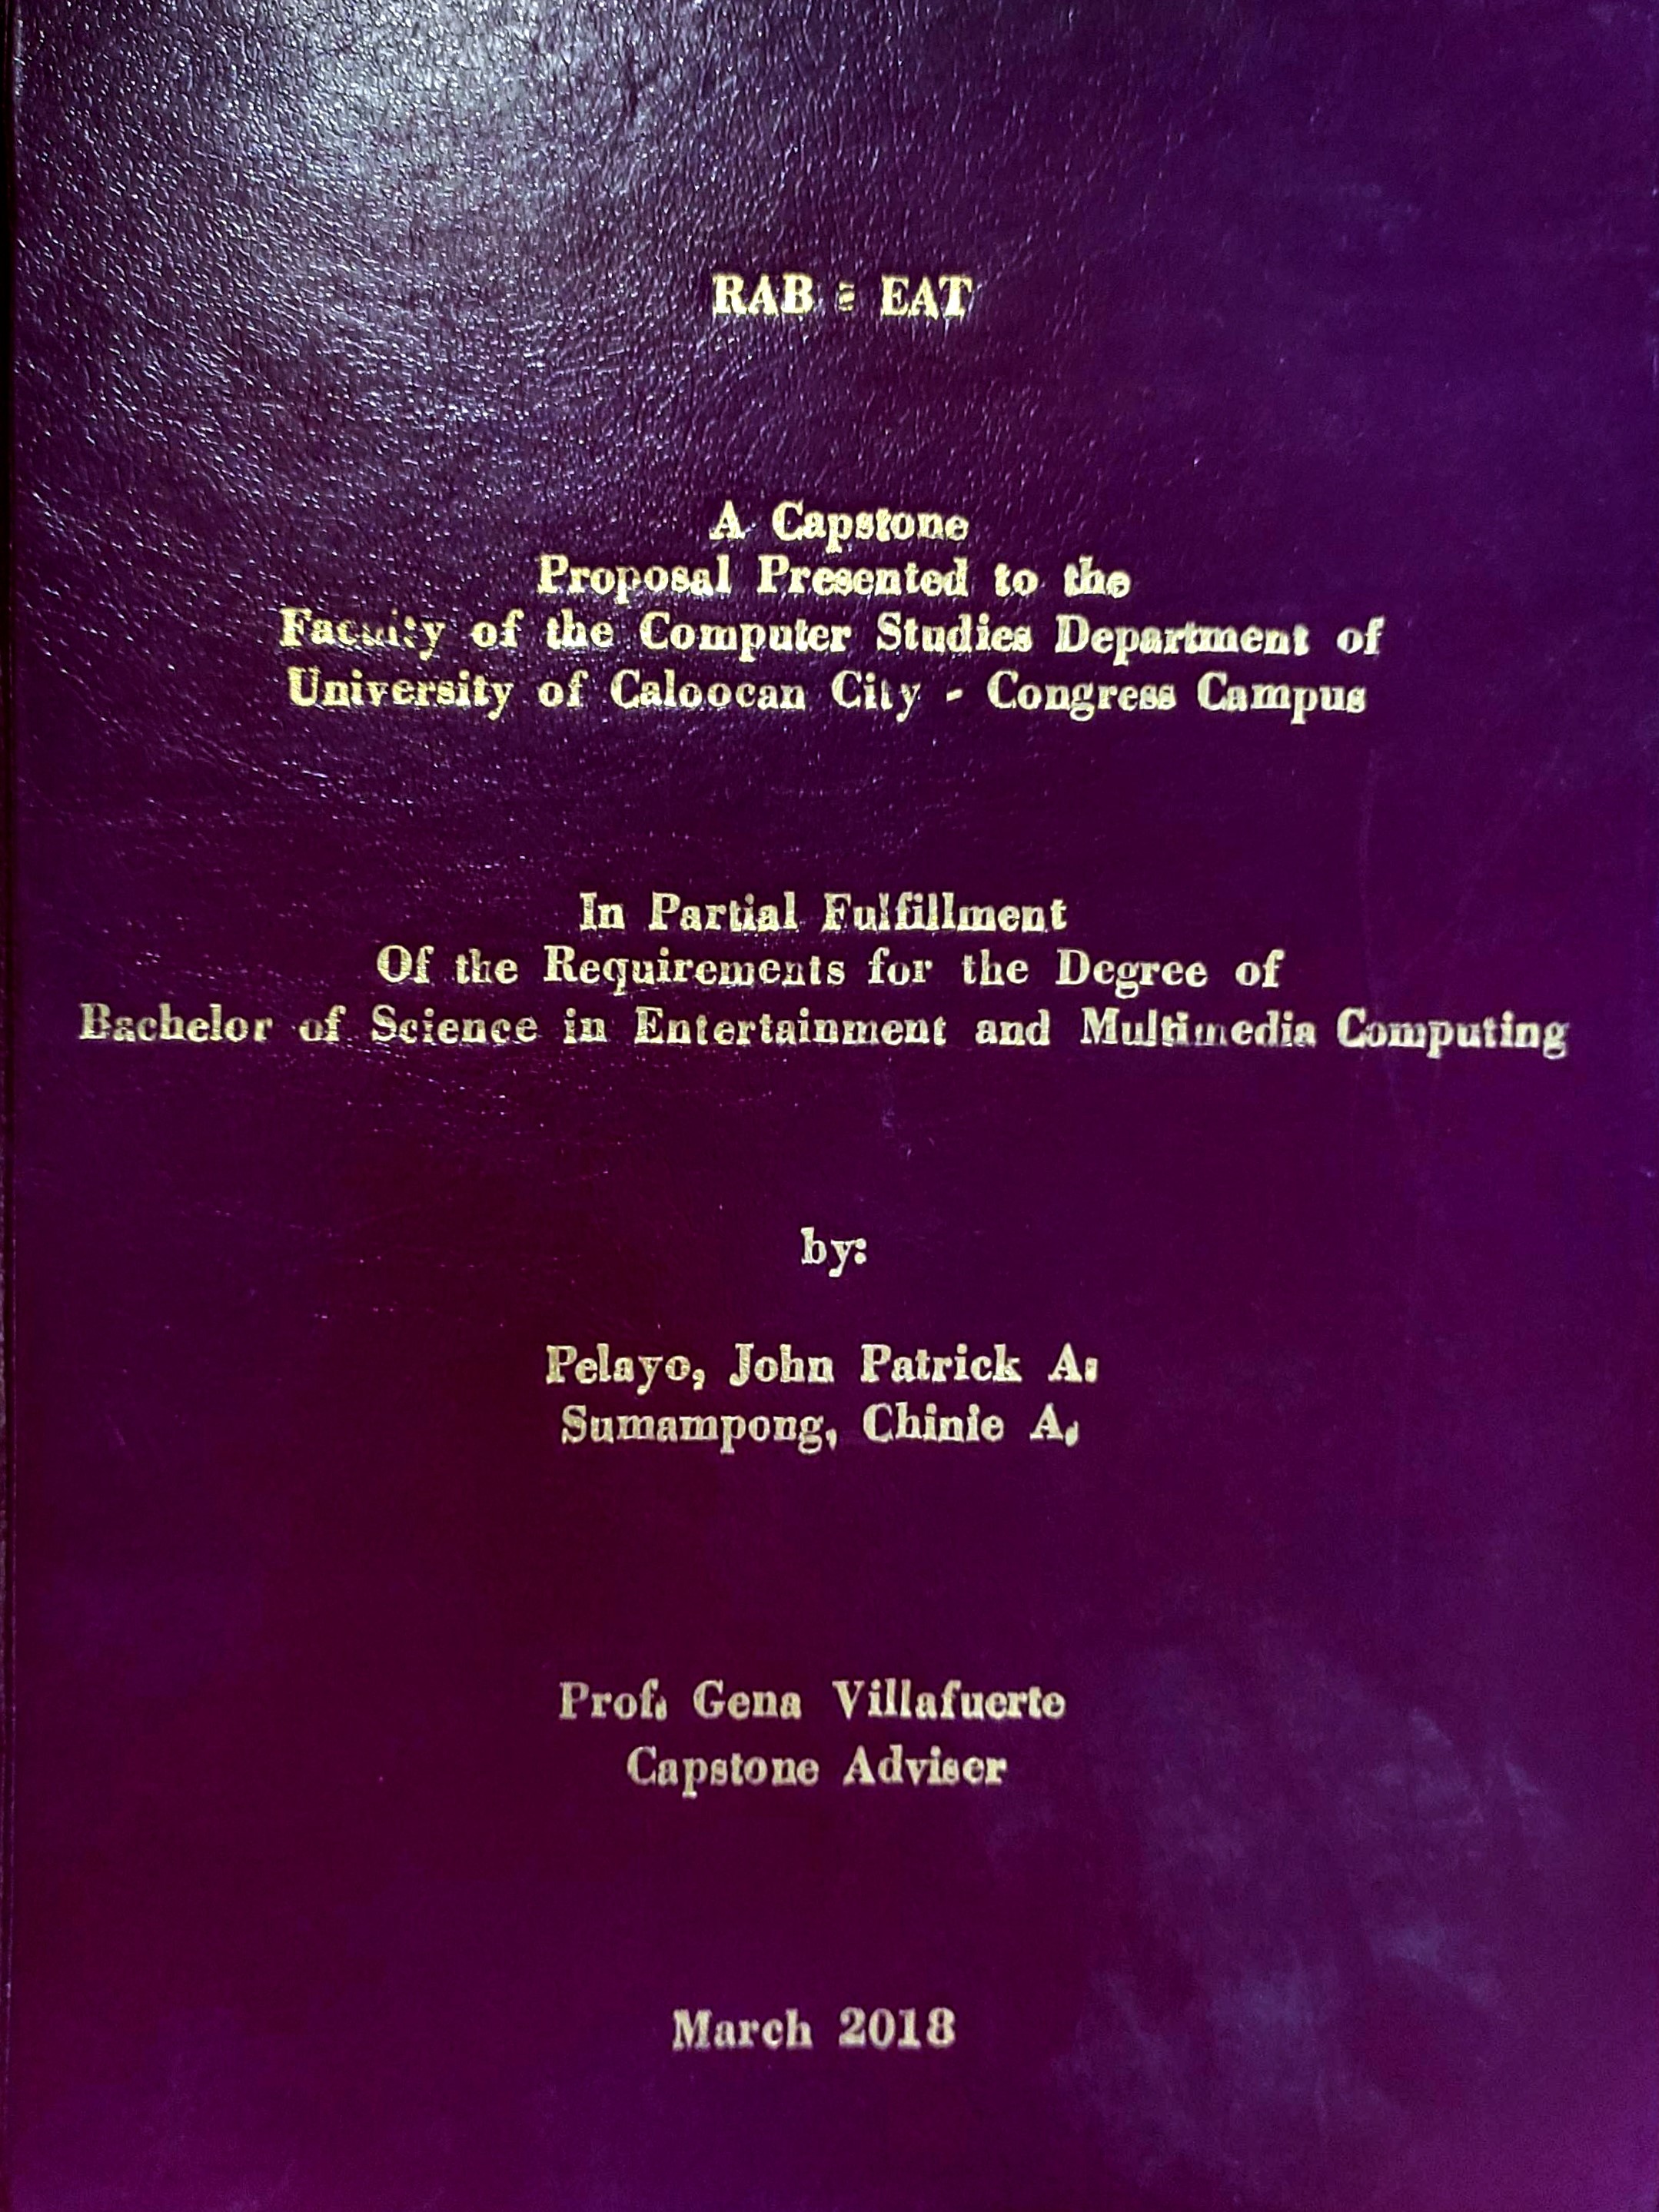 RAB EAT
A Capstone
Proposal Presented to the
Faculty of the Computer Studies Department of
University of Caloocan City - Congress Campus
In Partial Fulfillment
Of the Requirements for the Degree of
Bachelor of Science in Entertainment and Multimedia Computing
by:
Pelayo, John Patrick A.
Sumampong, Chinie A.
Prof. Gena Villafuerte
Capstone Adviser
March 2018